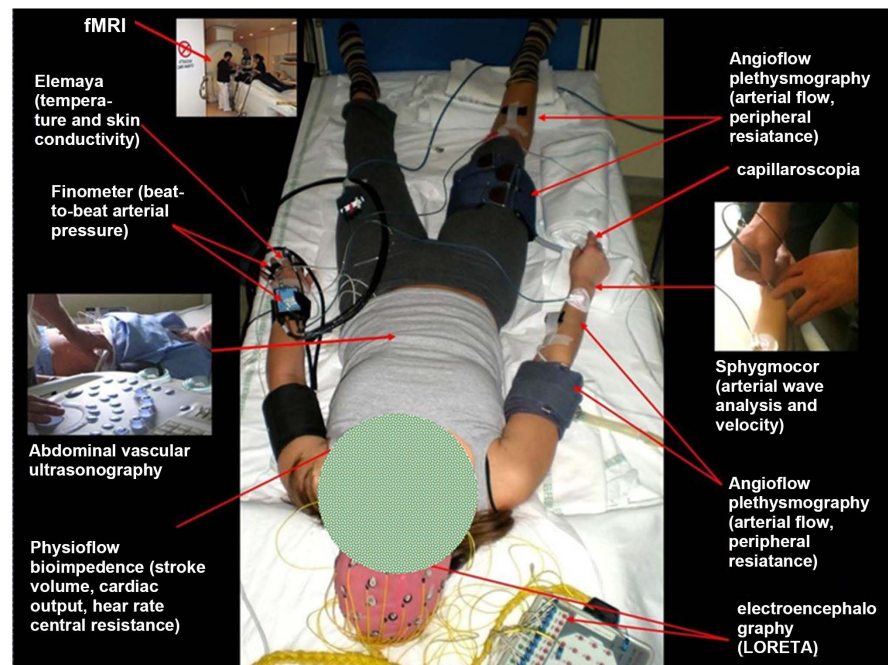 fMRI
Elemaya
(tempera-
ture and skin
conductivity)
Finometer (beat-
to-beat arterial
pressure)
Abdominal vascular
ultrasonography
Physioflow
bioimpedence (stroke
volume, cardiac
output, hear rate
central resistance)
Angioflow
plethysmography
(arterial flow,
peripheral
resiatance)
capillaroscopia
Sphygmocor
(arterial wave
analysis and
velocity)
Angioflow
plethysmography
(arterial flow,
peripheral
resiatance)
electroencephalo
graphy
(LORETA)